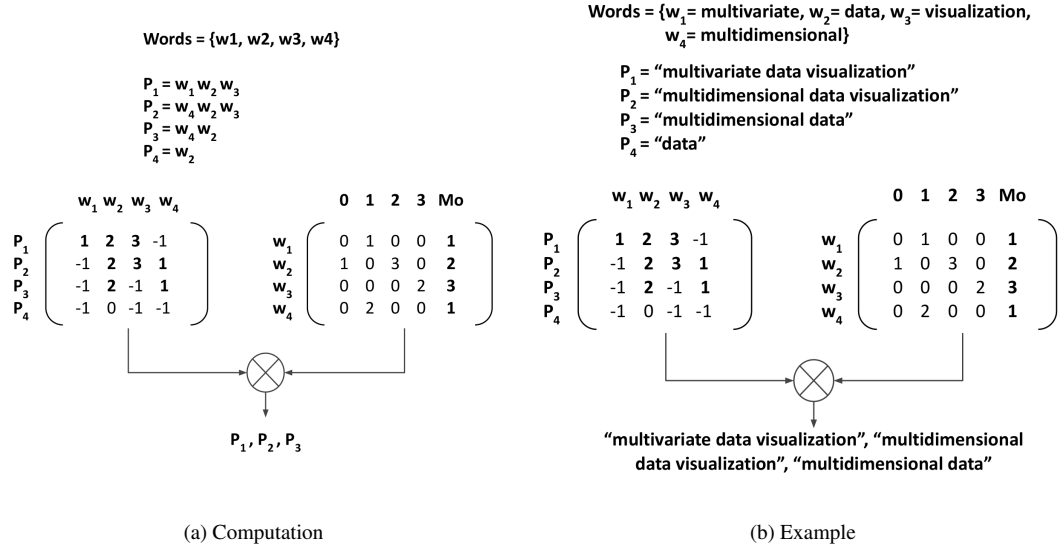 Words = {w1, w2, w3, w4}
P1 = w1 w2 w3
P2 = w4 w2 w3
P3 = w4 w2
P4 = w2
w1 w2 w3 w4
P1 1 2 3 -1
P2 -1 2 3 1
P3 -1 2 -1 1
P4 -1 0 -1 -1
0 1 2 3 Mo
w1 0 1 0 0 1
w2 1 0 3 0 2
w3 0 0 0 2 3
w4 0 2 0 0 1
P1 , P2 , P3
(a) Computation
Words = {w1= multivariate, w2= data, w3= visualization,
w4= multidimensional}
P1 = “multivariate data visualization”
P2 = “multidimensional data visualization”
P3 = “multidimensional data”
P4 = “data”
w1 w2 w3 w4
P1 1 2 3 -1
P2 -1 2 3 1
P3 -1 2 -1 1
P4 -1 0 -1 -1
0 1 2 3 Mo
w1 0 1 0 0 1
w2 1 0 3 0 2
w3 0 0 0 2 3
w4 0 2 0 0 1
“multivariate data visualization”, “multidimensional
data visualization”, “multidimensional data”
(b) Example